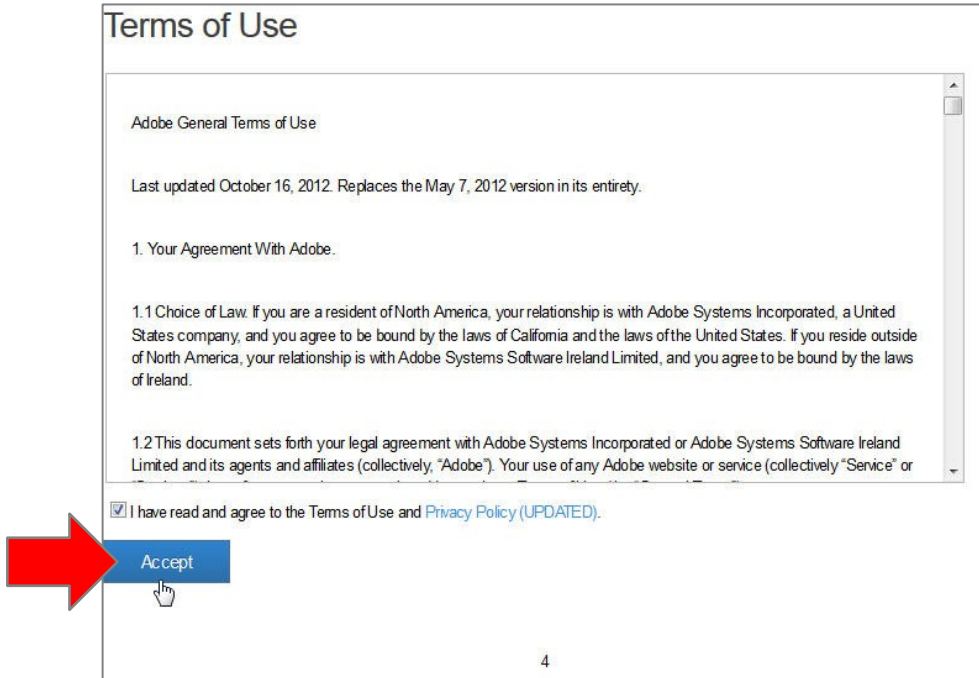 Terms of Use
Adobe General Terms of Use
Last updated October 16, 2012. Replaces the May 7, 2012 version in its entirety.
1. Your Agreement With Adobe.
1.1 Choice of Law. If you are a resident of North America, your relationship is with Adobe Systems Incorporated, a United
States company, and you agree to be bound by the laws of California and the laws of the United States. If you reside outside
of North America, your relationship is with Adobe Systems Software Ireland Limited, and you agree to be bound by the laws
of Ireland.
1.2 This document sets forth your legal agreement with Adobe Systems Incorporated or Adobe Systems Software Ireland
Limited and its agents and affiliates (collectively, “Adobe”). Your use of any Adobe website or service (collectively “Service” or
I have read and agree to the Terms of Use and Privacy Policy (UPDATED).
Accept
4